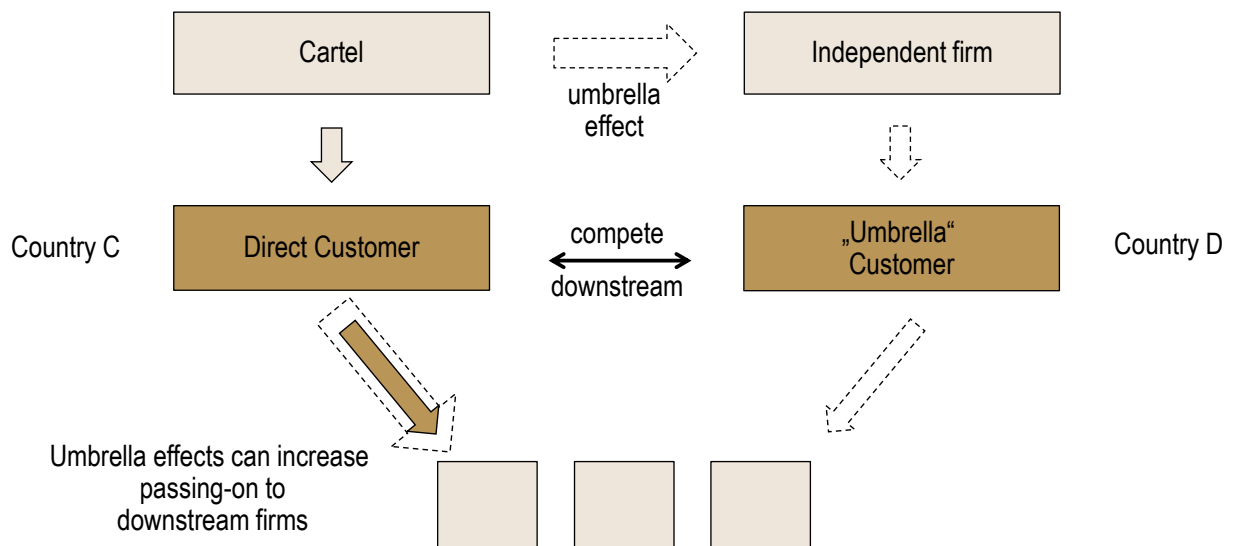 Cartel
umbrella
effect
Independent firm
Country C
Direct Customer
compete
downstream
„Umbrella“
Customer
Country D
Umbrella effects can increase
passing-on to
downstream firms